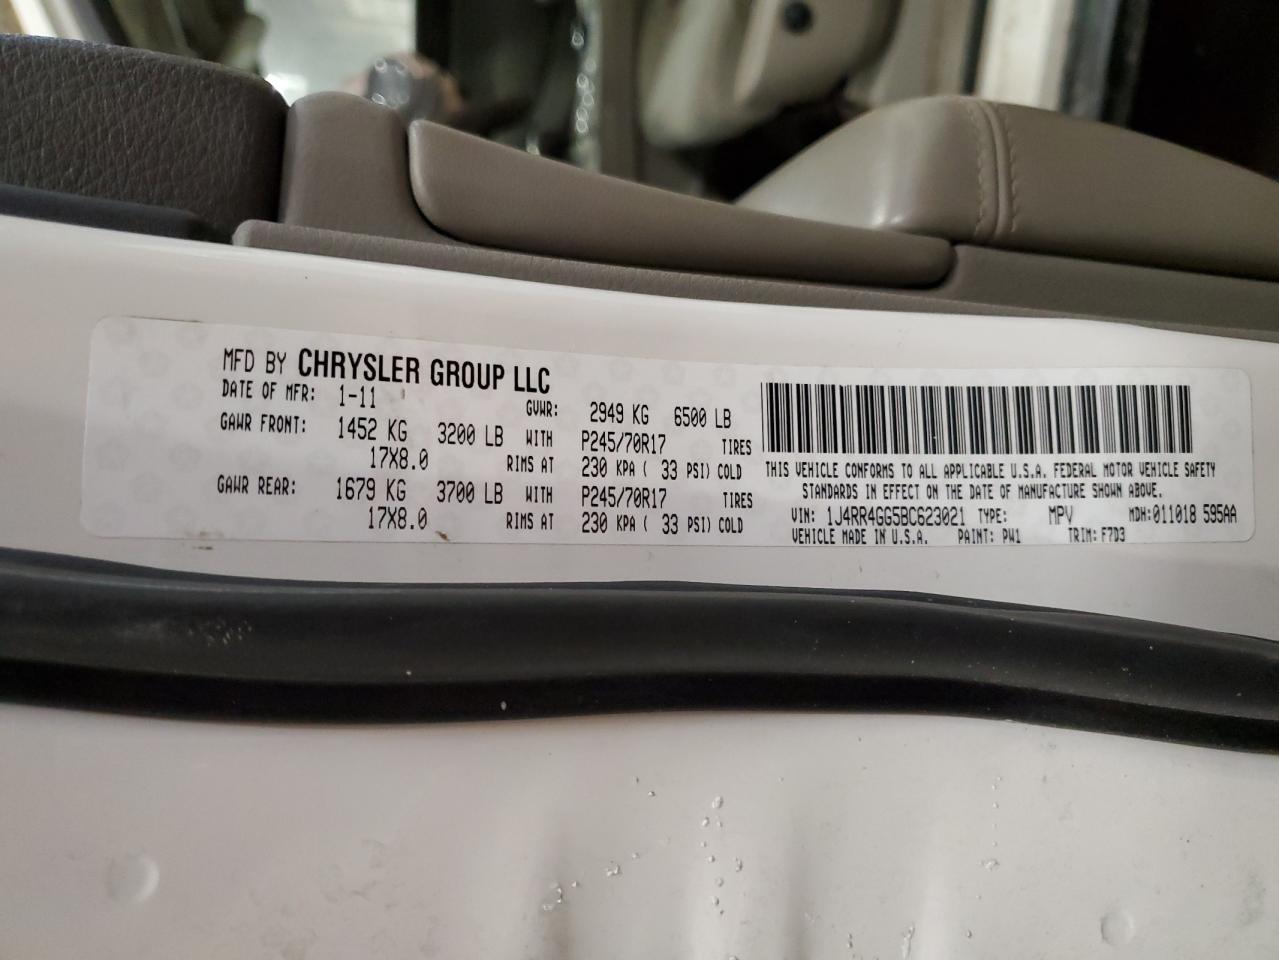 MFD BY CHRYSLER GROUP LLC
DATE OF MFR: 1-11 GVWR: 2949 KG 6500 LB
GAWR FRONT: 1452 KG 3200 LB WITH P245/70R17 TIRES
17X8.0 RIMS AT 230 KPA ( 33 PSI) COLD
GAWR REAR: 1679 KG 3700 LB WITH P245/70R17 TIRES
17X8.0 RIMS AT 230 KPA ( 33 PSI) COLD
THIS VEHICLE CONFORMS TO ALL APPLICABLE U.S.A. FEDERAL MOTOR VEHICLE SAFETY
STANDARDS IN EFFECT ON THE DATE OF MANUFACTURE SHOWN ABOVE.
VIN: 1J4RR4GG5BC623021 TYPE: MPV MDH:011018 595AA
VEHICLE MADE IN U.S.A. PAINT: PW1 TRIM: F7D3